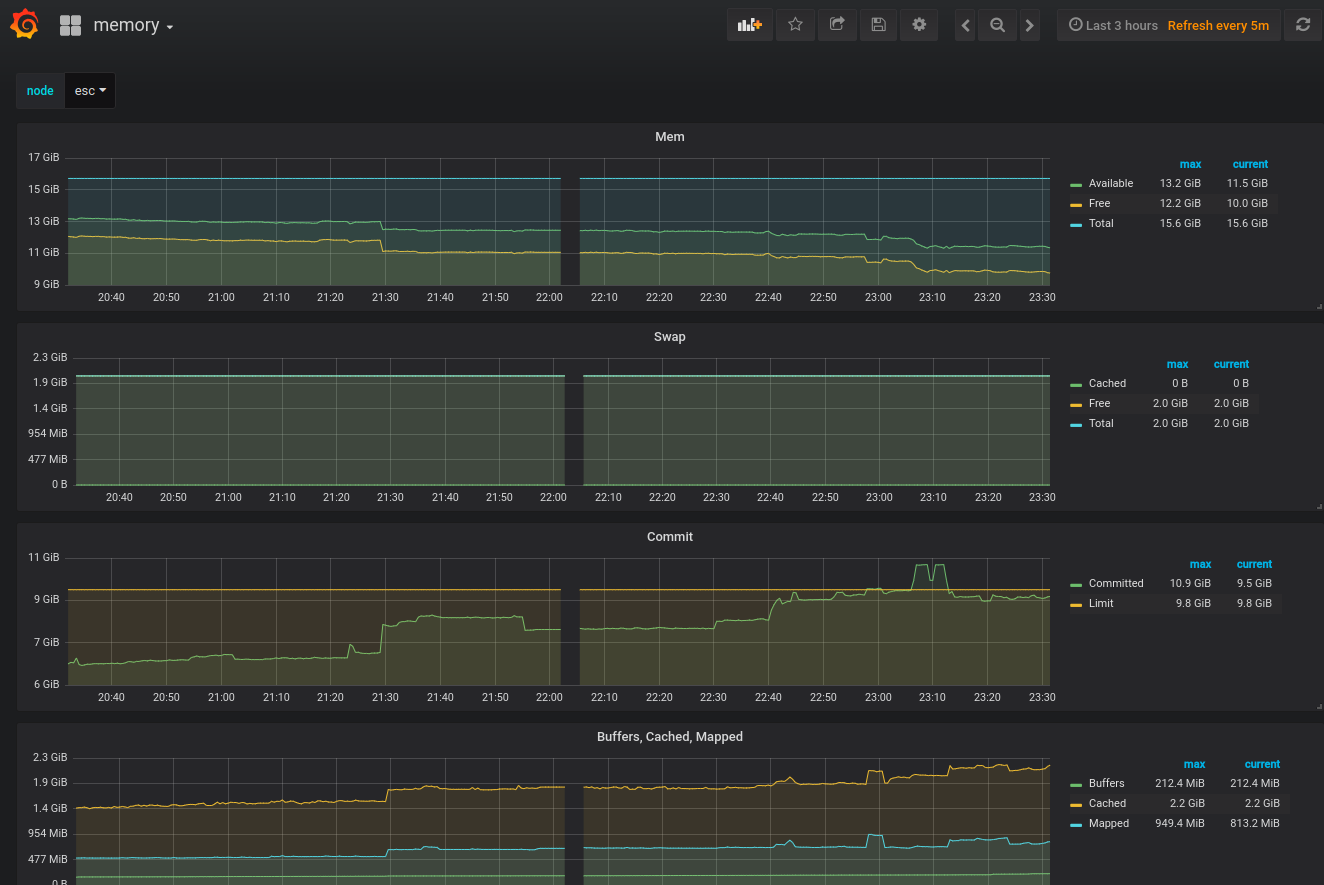 memory
Last 3 hours Refresh every 5m
node esc
Mem
17 GiB
15 GiB
13 GiB
11 GiB
9 GiB
20:40 20:50 21:00 21:10 21:20 21:30 21:40 21:50 22:00 22:10 22:20 22:30 22:40 22:50 23:00 23:10 23:20 23:30
max current
Available 13.2 GiB 11.5 GiB
Free 12.2 GiB 10.0 GiB
Total 15.6 GiB 15.6 GiB
Swap
2.3 GiB
1.9 GiB
1.4 GiB
954 MiB
477 MiB
0 B
20:40 20:50 21:00 21:10 21:20 21:30 21:40 21:50 22:00 22:10 22:20 22:30 22:40 22:50 23:00 23:10 23:20 23:30
max current
Cached 0 B 0 B
Free 2.0 GiB 2.0 GiB
Total 2.0 GiB 2.0 GiB
Commit
11 GiB
9 GiB
7 GiB
6 GiB
20:40 20:50 21:00 21:10 21:20 21:30 21:40 21:50 22:00 22:10 22:20 22:30 22:40 22:50 23:00 23:10 23:20 23:30
max current
Committed 10.9 GiB 9.5 GiB
Limit 9.8 GiB 9.8 GiB
Buffers, Cached, Mapped
2.3 GiB
1.9 GiB
1.4 GiB
954 MiB
477 MiB
0 B
max current
Buffers 212.4 MiB 212.4 MiB
Cached 2.2 GiB 2.2 GiB
Mapped 949.4 MiB 813.2 MiB